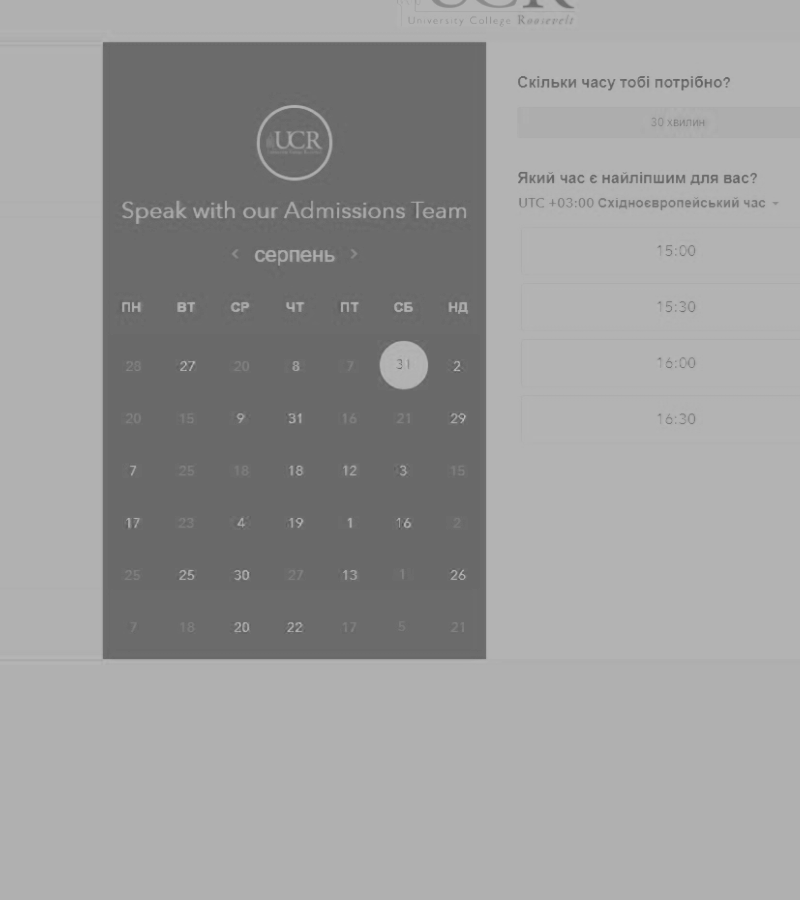 UCR
University College Roosevelt
UCR
Speak with our Admissions Team
‹ серпень ›
ПН ВТ СР ЧТ ПТ СБ НД
28 27 20 8 7 31 2
20 15 9 31 16 21 29
7 25 18 18 12 3 15
17 23 4 19 1 16 2
25 25 30 27 13 1 26
7 18 20 22 17 5 21
Скільки часу тобі потрібно?
30 хвилин
Який час є найліпшим для вас?
UTC +03:00 Східноєвропейський час
15:00
15:30
16:00
16:30